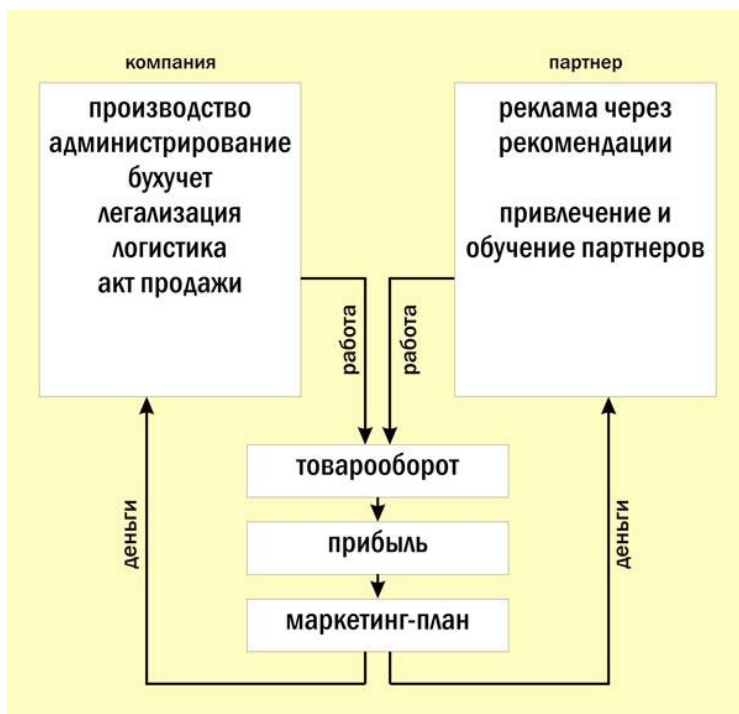 компания
производство
администрирование
бухучет
легализация
логистика
акт продажи
партнер
реклама через
рекомендации
привлечение и
обучение партнеров
работа
работа
товарооборот
прибыль
маркетинг-план
деньги
деньги